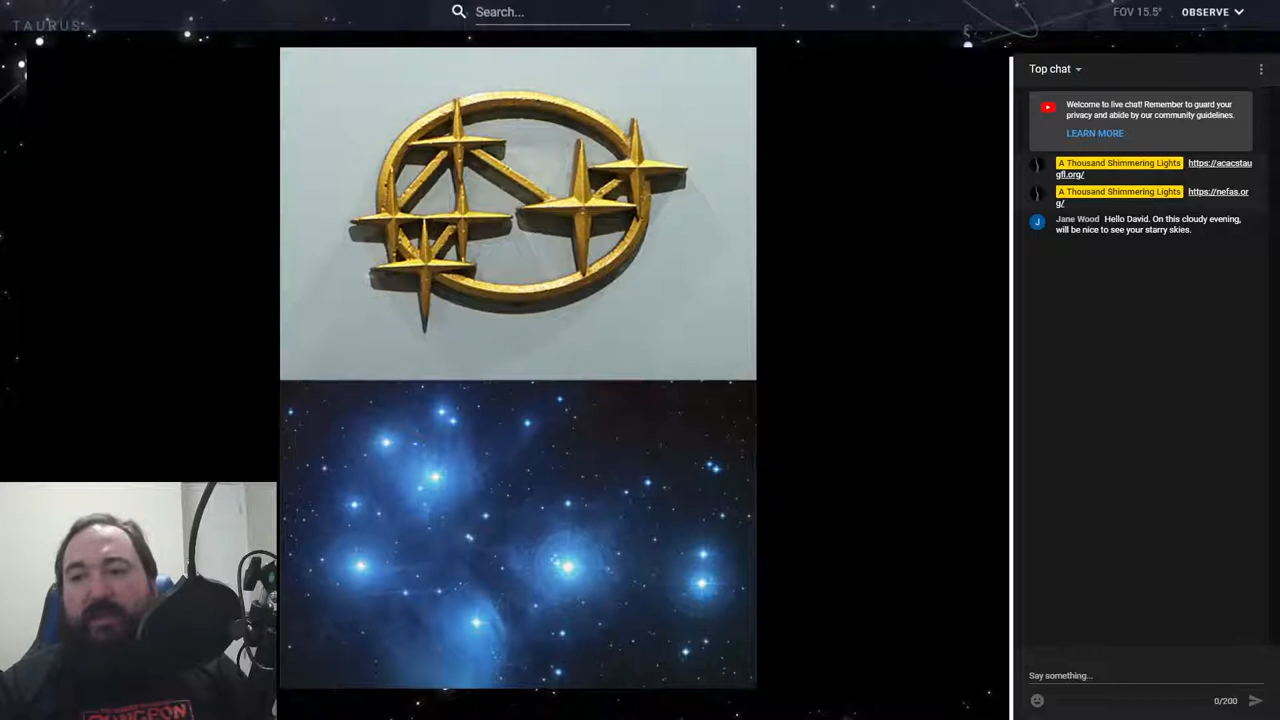 TAURUS
Search...
FOV 15.5°
OBSERVE
Top chat
Welcome to live chat! Remember to guard your
privacy and abide by our community guidelines.
LEARN MORE
A Thousand Shimmering Lights https://acacstau
gfl.org/
A Thousand Shimmering Lights https://nefas.or
g/
J Jane Wood Hello David. On this cloudy evening,
will be nice to see your starry skies.
DUNGEON
Say something...
0/200